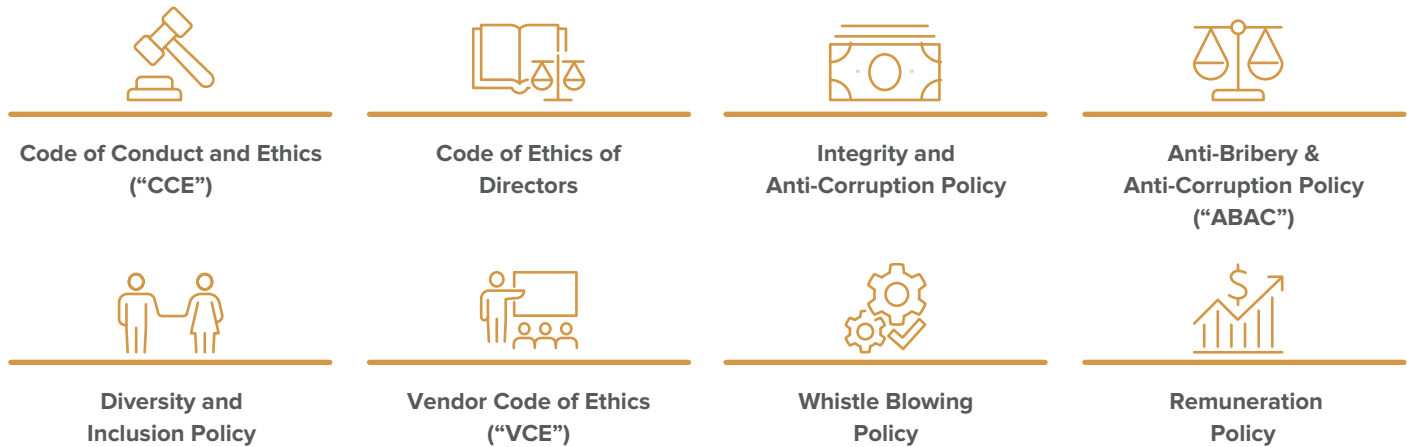 Code of Conduct and Ethics
(“CCE”)
Code of Ethics of
Directors
Integrity and
Anti-Corruption Policy
Anti-Bribery &
Anti-Corruption Policy
(“ABAC”)
Diversity and
Inclusion Policy
Vendor Code of Ethics
(“VCE”)
Whistle Blowing
Policy
$
Remuneration
Policy